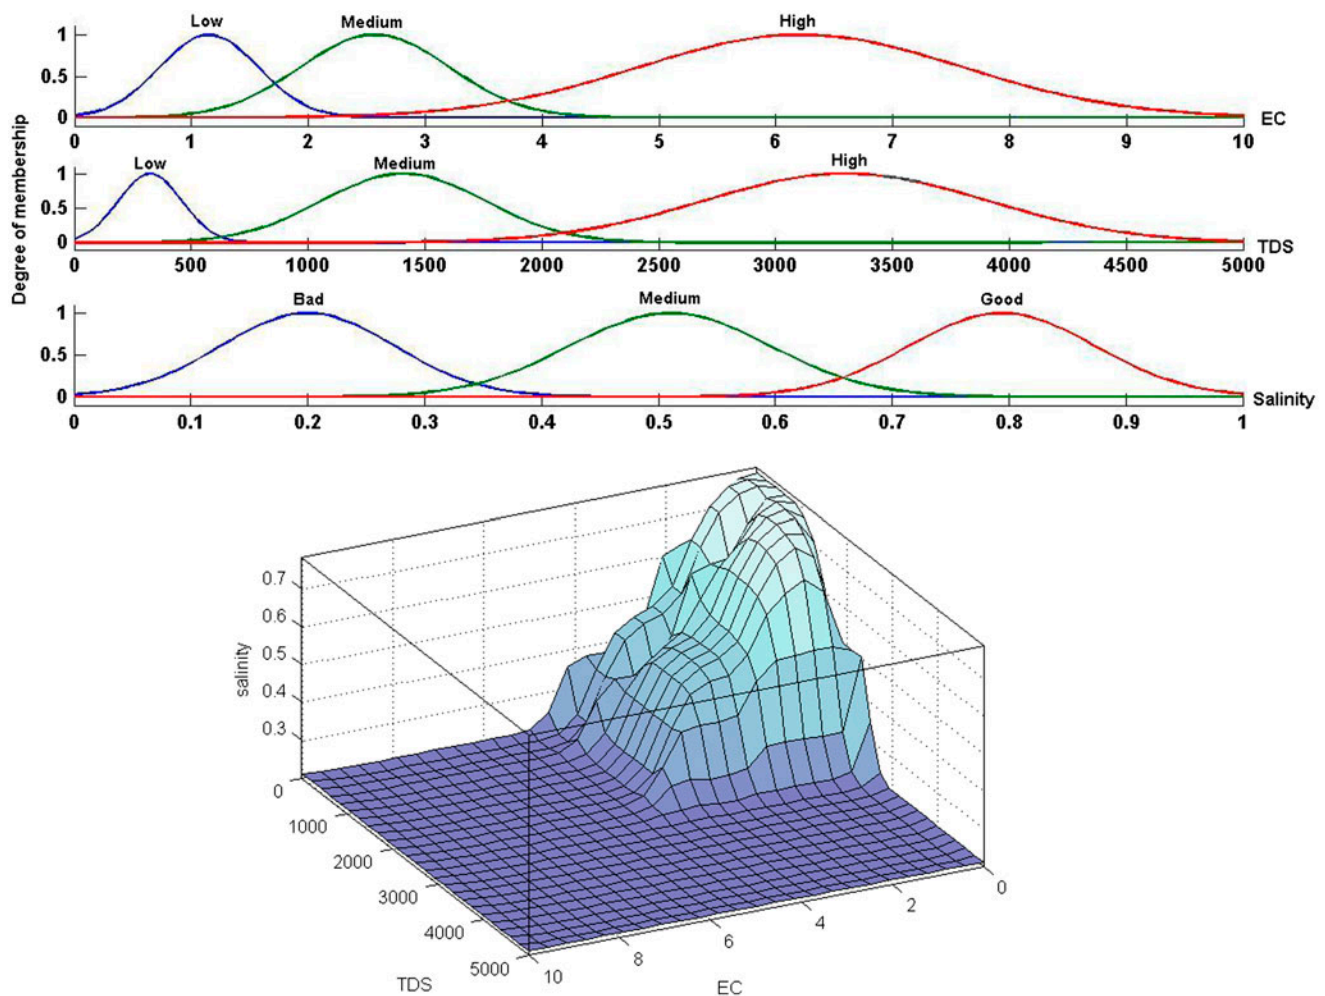 Low Medium High
Degree of membership
1
0.5
0
0 1 2 3 4 5 6 7 8 9 10 EC
Low Medium High
1
0.5
0
0 500 1000 1500 2000 2500 3000 3500 4000 4500 5000 TDS
Bad Medium Good
1
0.5
0
0 0.1 0.2 0.3 0.4 0.5 0.6 0.7 0.8 0.9 1 Salinity
salinity
0.7
0.6
0.5
0.4
0.3
0
1000
2000
3000
4000
5000
TDS
10
8
6
4
2
0
EC